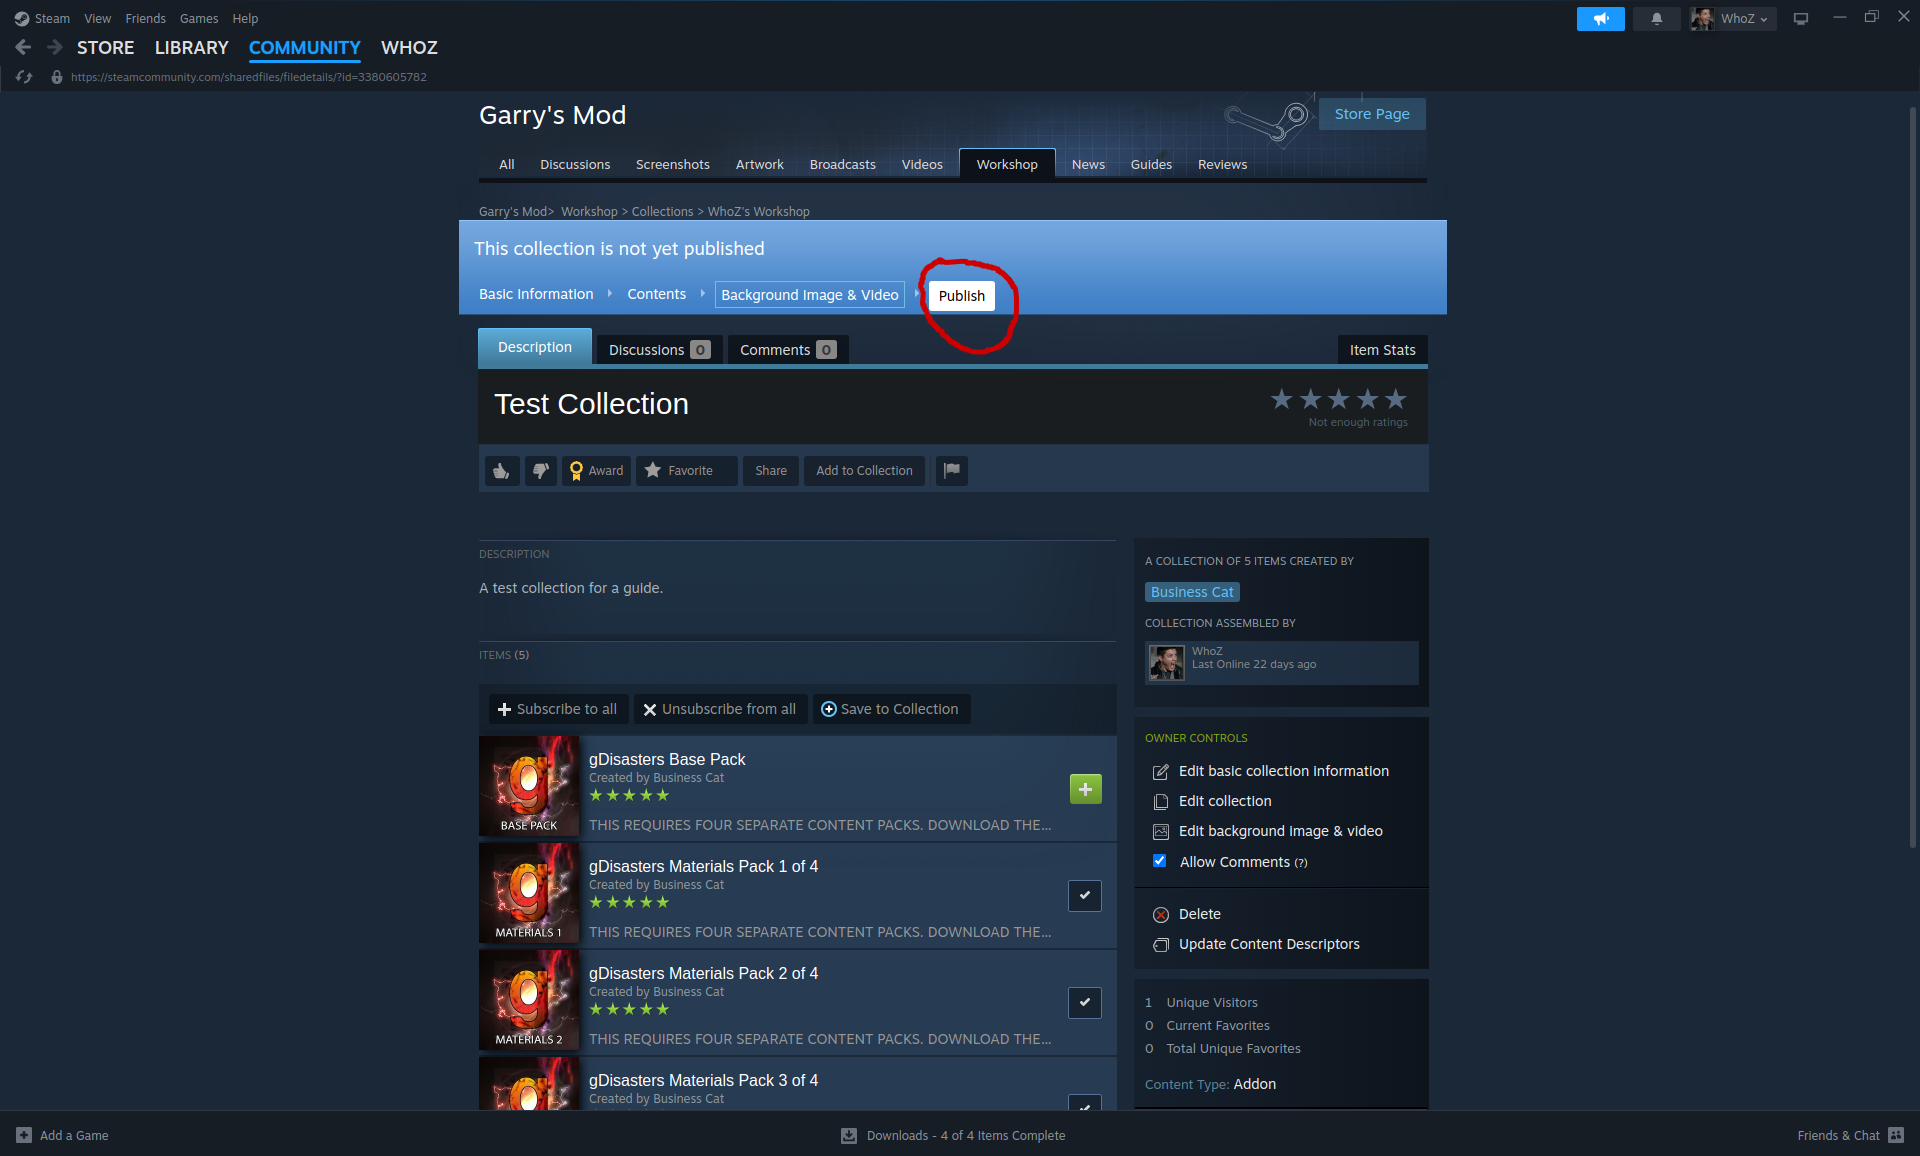 Steam View Friends Games Help
WhoZ
STORE LIBRARY COMMUNITY WHOZ
https://steamcommunity.com/sharedfiles/filedetails/?id=3380605782
Garry's Mod
Store Page
All Discussions Screenshots Artwork Broadcasts Videos Workshop News Guides Reviews
Garry's Mod> Workshop > Collections > WhoZ's Workshop
This collection is not yet published
Basic Information Contents Background Image & Video Publish
Description Discussions 0 Comments 0 Item Stats
Test Collection
Not enough ratings
Award Favorite Share Add to Collection
DESCRIPTION
A test collection for a guide.
ITEMS (5)
Subscribe to all Unsubscribe from all Save to Collection
BASE PACK
gDisasters Base Pack
Created by Business Cat
THIS REQUIRES FOUR SEPARATE CONTENT PACKS. DOWNLOAD THE...
MATERIALS 1
gDisasters Materials Pack 1 of 4
Created by Business Cat
THIS REQUIRES FOUR SEPARATE CONTENT PACKS. DOWNLOAD THE...
MATERIALS 2
gDisasters Materials Pack 2 of 4
Created by Business Cat
THIS REQUIRES FOUR SEPARATE CONTENT PACKS. DOWNLOAD THE...
gDisasters Materials Pack 3 of 4
Created by Business Cat
A COLLECTION OF 5 ITEMS CREATED BY
Business Cat
COLLECTION ASSEMBLED BY
WhoZ
Last Online 22 days ago
OWNER CONTROLS
Edit basic collection information
Edit collection
Edit background image & video
Allow Comments (?)
Delete
Update Content Descriptors
1 Unique Visitors
0 Current Favorites
0 Total Unique Favorites
Content Type: Addon
Add a Game
Downloads - 4 of 4 Items Complete
Friends & Chat